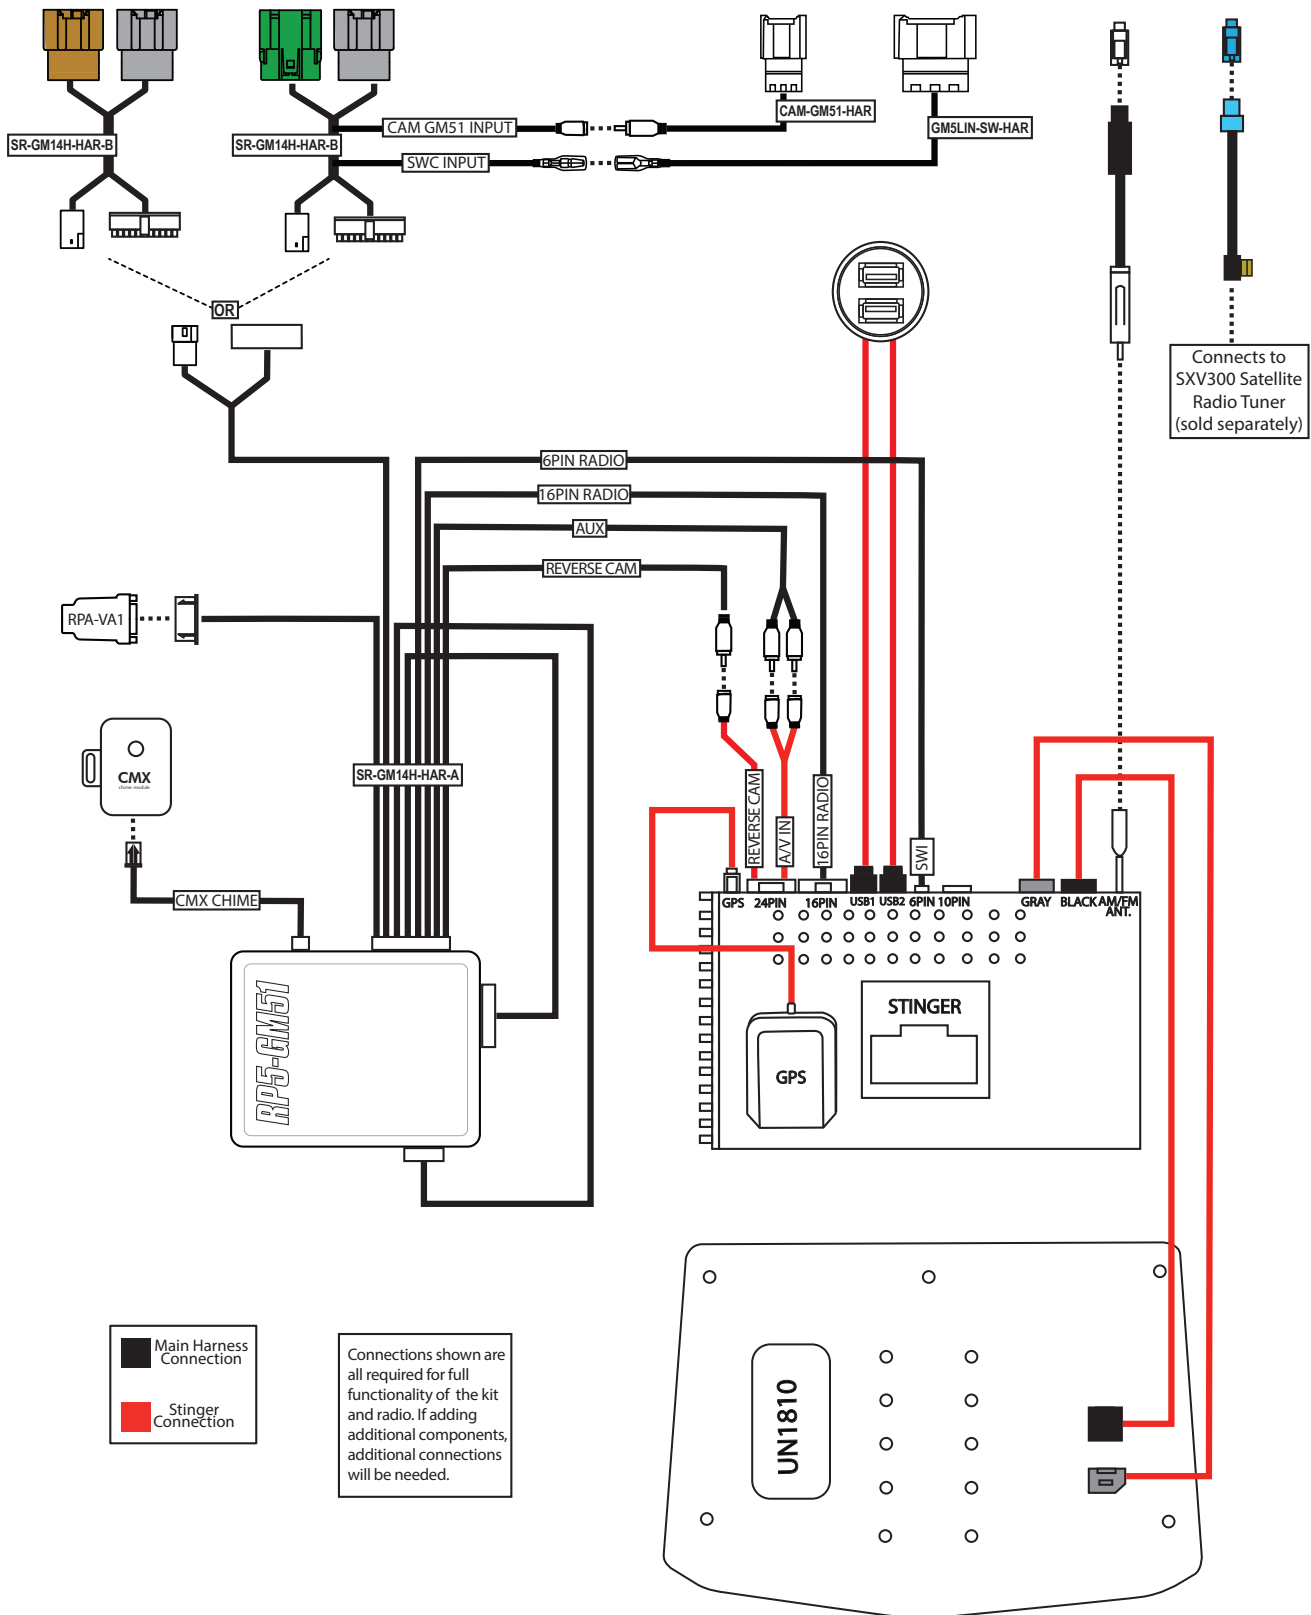 CAM-GM51-HAR
CAM GM51 INPUT
GM5LIN-SW-HAR
SR-GM14H-HAR-B
SR-GM14H-HAR-B
SWC INPUT
OR
Connects to
SXV300 Satellite
Radio Tuner
(sold separately)
6PIN RADIO
16PIN RADIO
AUX
REVERSE CAM
RPA-VA1
SR-GM14H-HAR-A
CMX
chime module
REVERSE CAM
A/V IN
16PIN RADIO
SWI
CMX CHIME
GPS
24PIN
16PIN
USB1
USB2
6PIN
10PIN
GRAY
BLACK
AM/FM
ANT.
RP5-GM51
STINGER
GPS
Main Harness
Connection
Stinger
Connection
Connections shown are
all required for full
functionality of the kit
and radio. If adding
additional components,
additional connections
will be needed.
UN1810